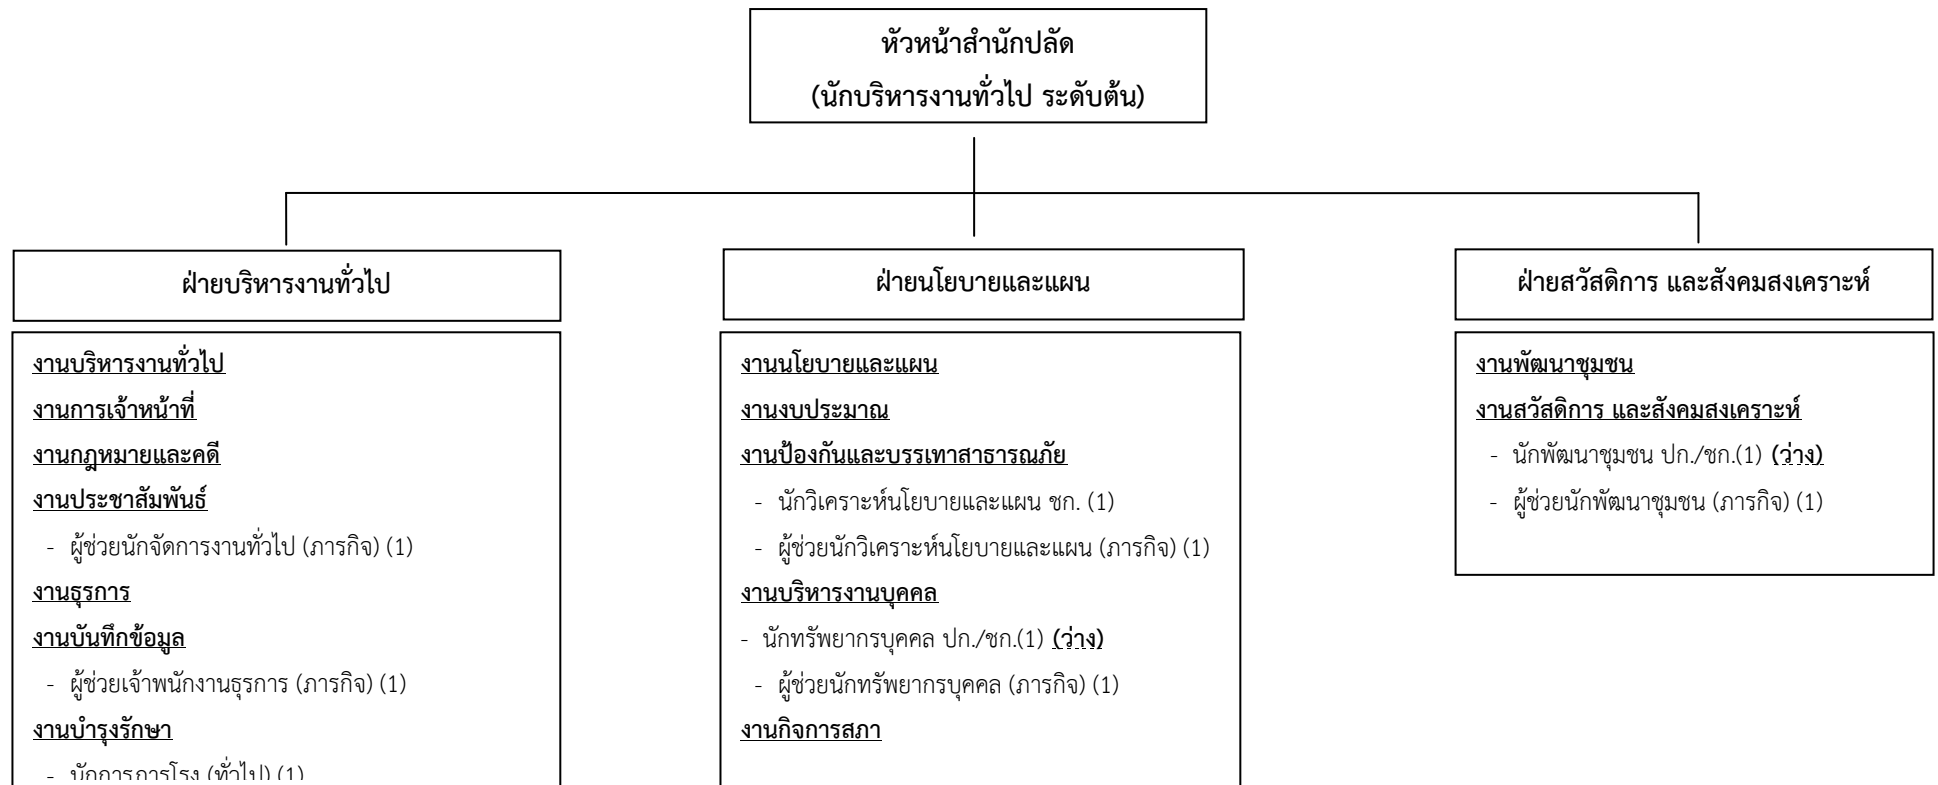 หัวหน้าสำนักปลัด
(นักบริหารงานทั่วไป ระดับต้น)
ฝ่ายบริหารงานทั่วไป
งานบริหารงานทั่วไป
งานการเจ้าหน้าที่
งานกฎหมายและคดี
งานประชาสัมพันธ์
- ผู้ช่วยนักจัดการงานทั่วไป (ภารกิจ) (1)
งานธุรการ
งานบันทึกข้อมูล
- ผู้ช่วยเจ้าพนักงานธุรการ (ภารกิจ) (1)
งานบำรุงรักษา
- นักการภารโรง (ทั่วไป) (1)
ฝ่ายนโยบายและแผน
งานนโยบายและแผน
งานงบประมาณ
งานป้องกันและบรรเทาสาธารณภัย
- นักวิเคราะห์นโยบายและแผน ชก. (1)
- ผู้ช่วยนักวิเคราะห์นโยบายและแผน (ภารกิจ) (1)
งานบริหารงานบุคคล
- นักทรัพยากรบุคคล ปก./ชก.(1) (ว่าง)
- ผู้ช่วยนักทรัพยากรบุคคล (ภารกิจ) (1)
งานกิจการสภา
ฝ่ายสวัสดิการ และสังคมสงเคราะห์
งานพัฒนาชุมชน
งานสวัสดิการ และสังคมสงเคราะห์
- นักพัฒนาชุมชน ปก./ชก.(1) (ว่าง)
- ผู้ช่วยนักพัฒนาชุมชน (ภารกิจ) (1)